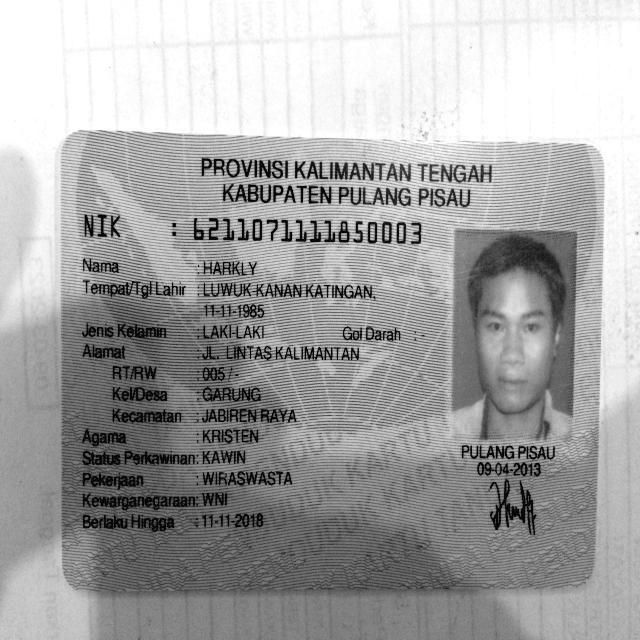 PROVINSI KALIMANTAN TENGAH
KABUPATEN PULANG PISAU
NIK : 6211071111850003
Nama : HARKLY
Tempat/Tgl Lahir : LUWUK KANAN KATINGAN,
11-11-1985
Jenis Kelamin : LAKI-LAKI Gol Darah : -
Alamat : JL. LINTAS KALIMANTAN
RT/RW : 005 / -
Kel/Desa : GARUNG
Kecamatan : JABIREN RAYA
Agama : KRISTEN
Status Perkawinan: KAWIN
Pekerjaan : WIRASWASTA
Kewarganegaraan: WNI
Berlaku Hingga : 11-11-2018
PULANG PISAU
09-04-2013